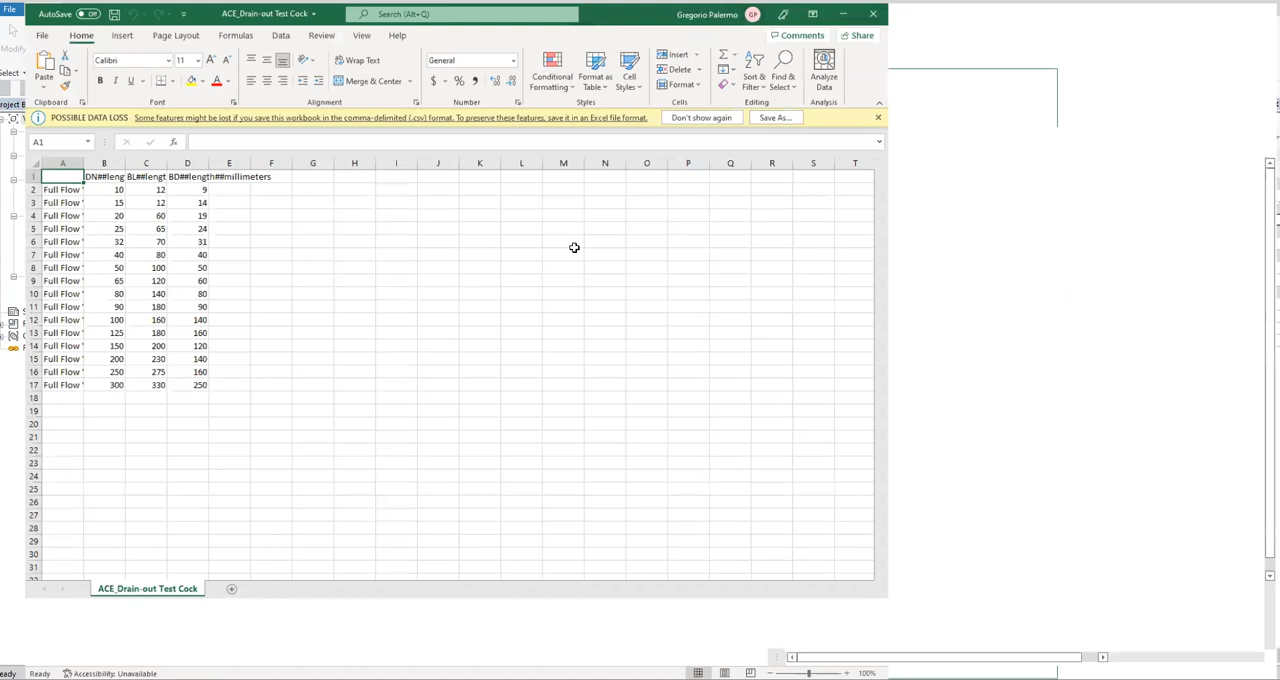 File
AutoSave Off ACE_Drain-out Test Cock Search (Alt+Q) Gregorio Palermo GP
File Home Insert Page Layout Formulas Data Review View Help Comments Share
Modify
Select
Paste
Calibri 11
Wrap Text
General
Conditional Formatting
Format as Table
Cell Styles
Insert
Delete
Format
Sort & Filter
Find & Select
Analyze Data
B I U
Merge & Center
$ %
Clipboard Font Alignment Number Styles Cells Editing Analysis
POSSIBLE DATA LOSS Some features might be lost if you save this workbook in the comma-delimited (.csv) format. To preserve these features, save it in an Excel file format. Don't show again Save As...
A1
A B C D E F G H I J K L M N O P Q R S T
1 DN##leng BL##lengt BD##length##millimeters
2 Full Flow 10 12 9
3 Full Flow 15 12 14
4 Full Flow 20 60 19
5 Full Flow 25 65 24
6 Full Flow 32 70 31
7 Full Flow 40 80 40
8 Full Flow 50 100 50
9 Full Flow 65 120 60
10 Full Flow 80 140 80
11 Full Flow 90 180 90
12 Full Flow 100 160 140
13 Full Flow 125 180 160
14 Full Flow 150 200 120
15 Full Flow 200 230 140
16 Full Flow 250 275 160
17 Full Flow 300 330 250
18
19
20
21
22
23
24
25
26
27
28
29
30
31
ACE_Drain-out Test Cock
eady Ready Accessibility: Unavailable 100%